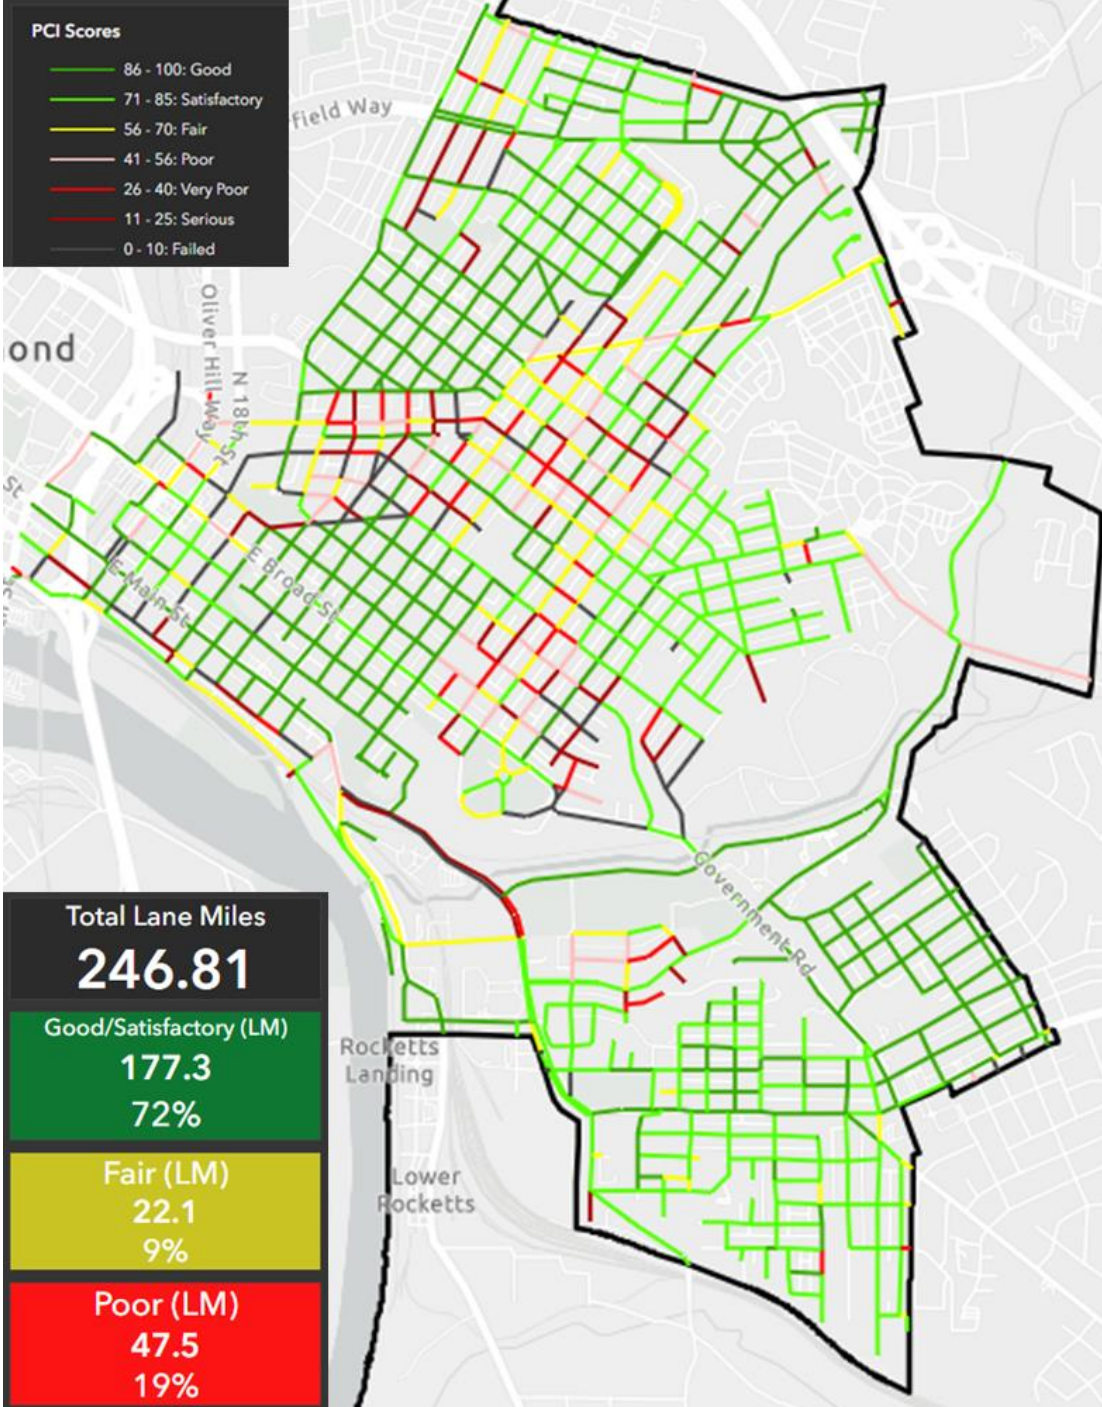 PCI Scores
86 - 100: Good
71 - 85: Satisfactory
56 - 70: Fair
41 - 56: Poor
26 - 40: Very Poor
11 - 25: Serious
0 - 10: Failed
field Way
Oliver Hill Way
N 18th St
ond
St
E Broad St
E Main St
Government Rd
Rocketts
Landing
Lower
Rocketts
Total Lane Miles
246.81
Good/Satisfactory (LM)
177.3
72%
Fair (LM)
22.1
9%
Poor (LM)
47.5
19%